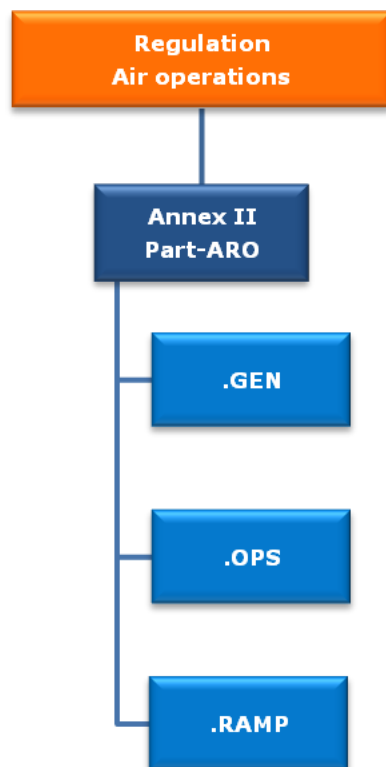 Regulation
Air operations
Annex II
Part-ARO
.GEN
.OPS
.RAMP